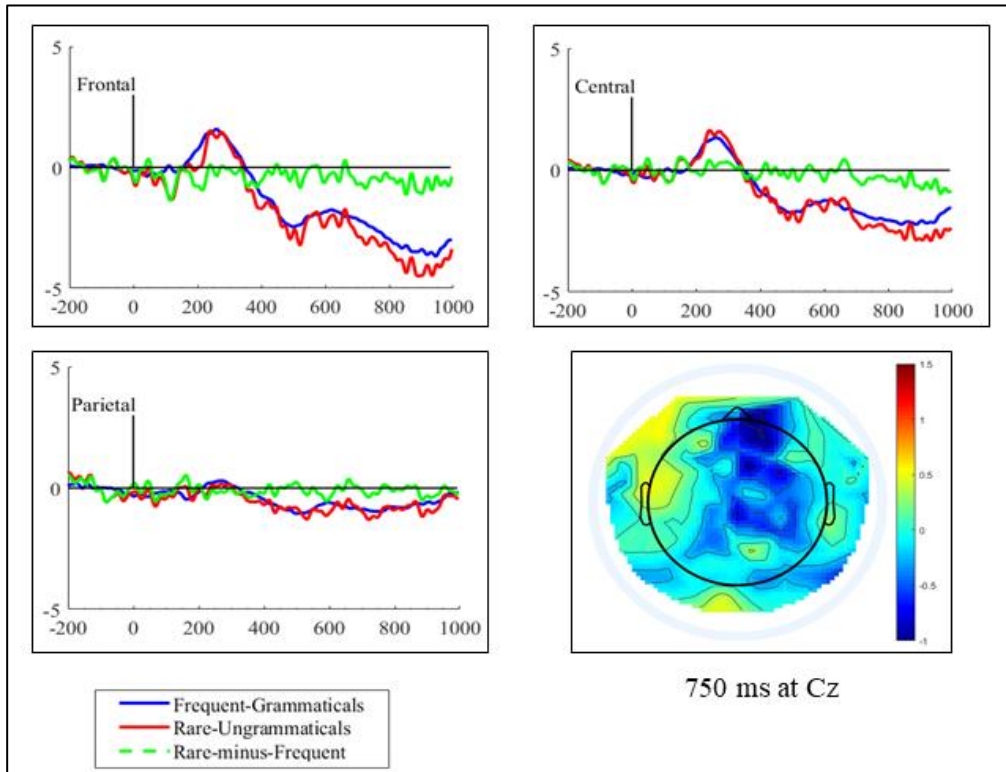 5
Frontal
0
-5
-200 0 200 400 600 800 1000
5
Central
0
-5
-200 0 200 400 600 800 1000
5
Parietal
0
-5
-200 0 200 400 600 800 1000
1.5
1
0.5
0
-0.5
-1
750 ms at Cz
Frequent-Grammaticals
Rare-Ungrammaticals
Rare-minus-Frequent